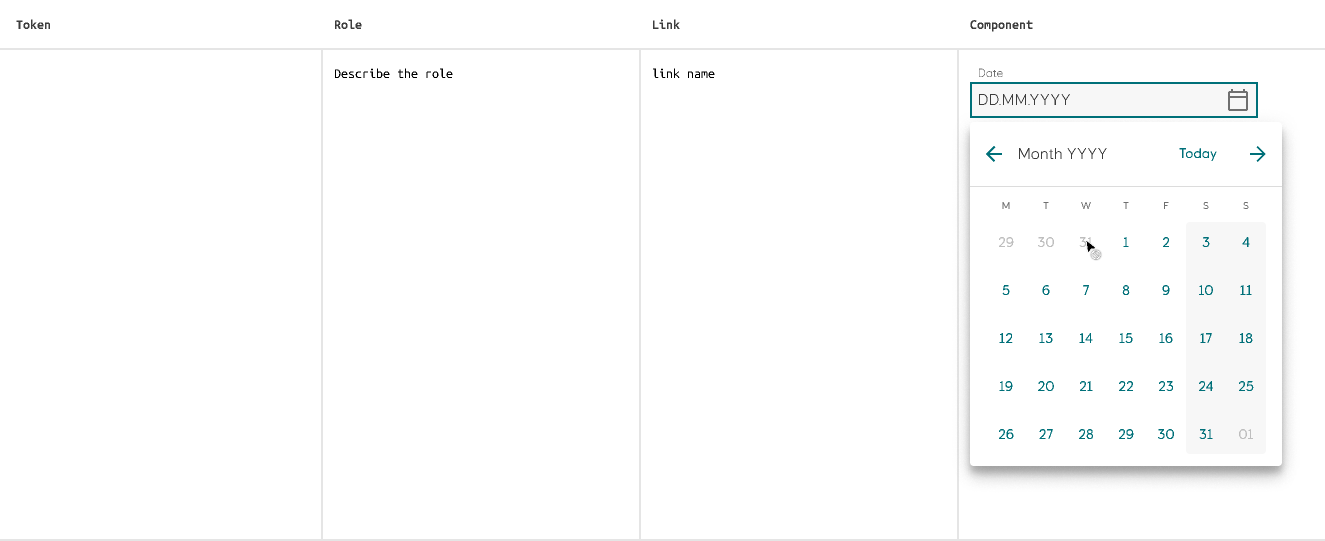 Token Role Link Component
Describe the role link name
Date
DD.MM.YYYY
Month YYYY Today
M T W T F S S
29 30 31 1 2 3 4
5 6 7 8 9 10 11
12 13 14 15 16 17 18
19 20 21 22 23 24 25
26 27 28 29 30 31 01